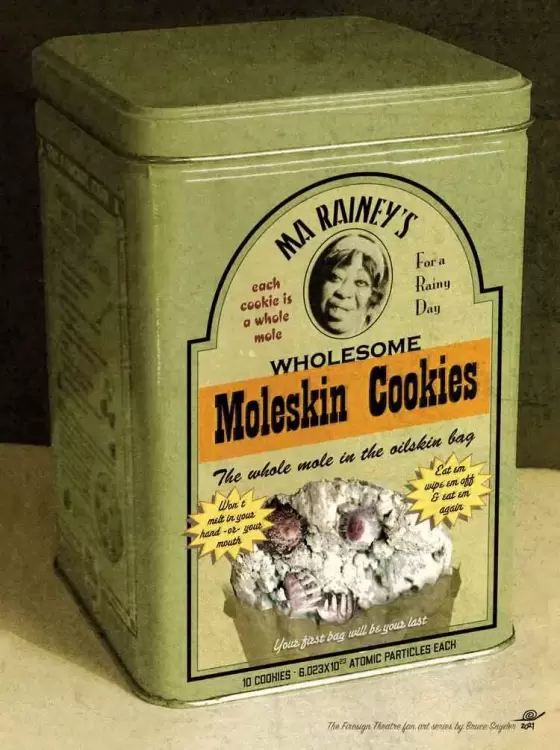 MA RAINEY'S
each
cookie is
a whole
mole
For a
Rainy
Day
WHOLESOME
Moleskin Cookies
The whole mole in the oilskin bag
Won't
melt in your
hand -or- your
mouth
Eat em
wipe em off
& eat em
again
Your first bag will be your last
10 COOKIES · 6.023X10²³ ATOMIC PARTICLES EACH
The Firesign Theatre fan art series by Bruce Snyder 2021